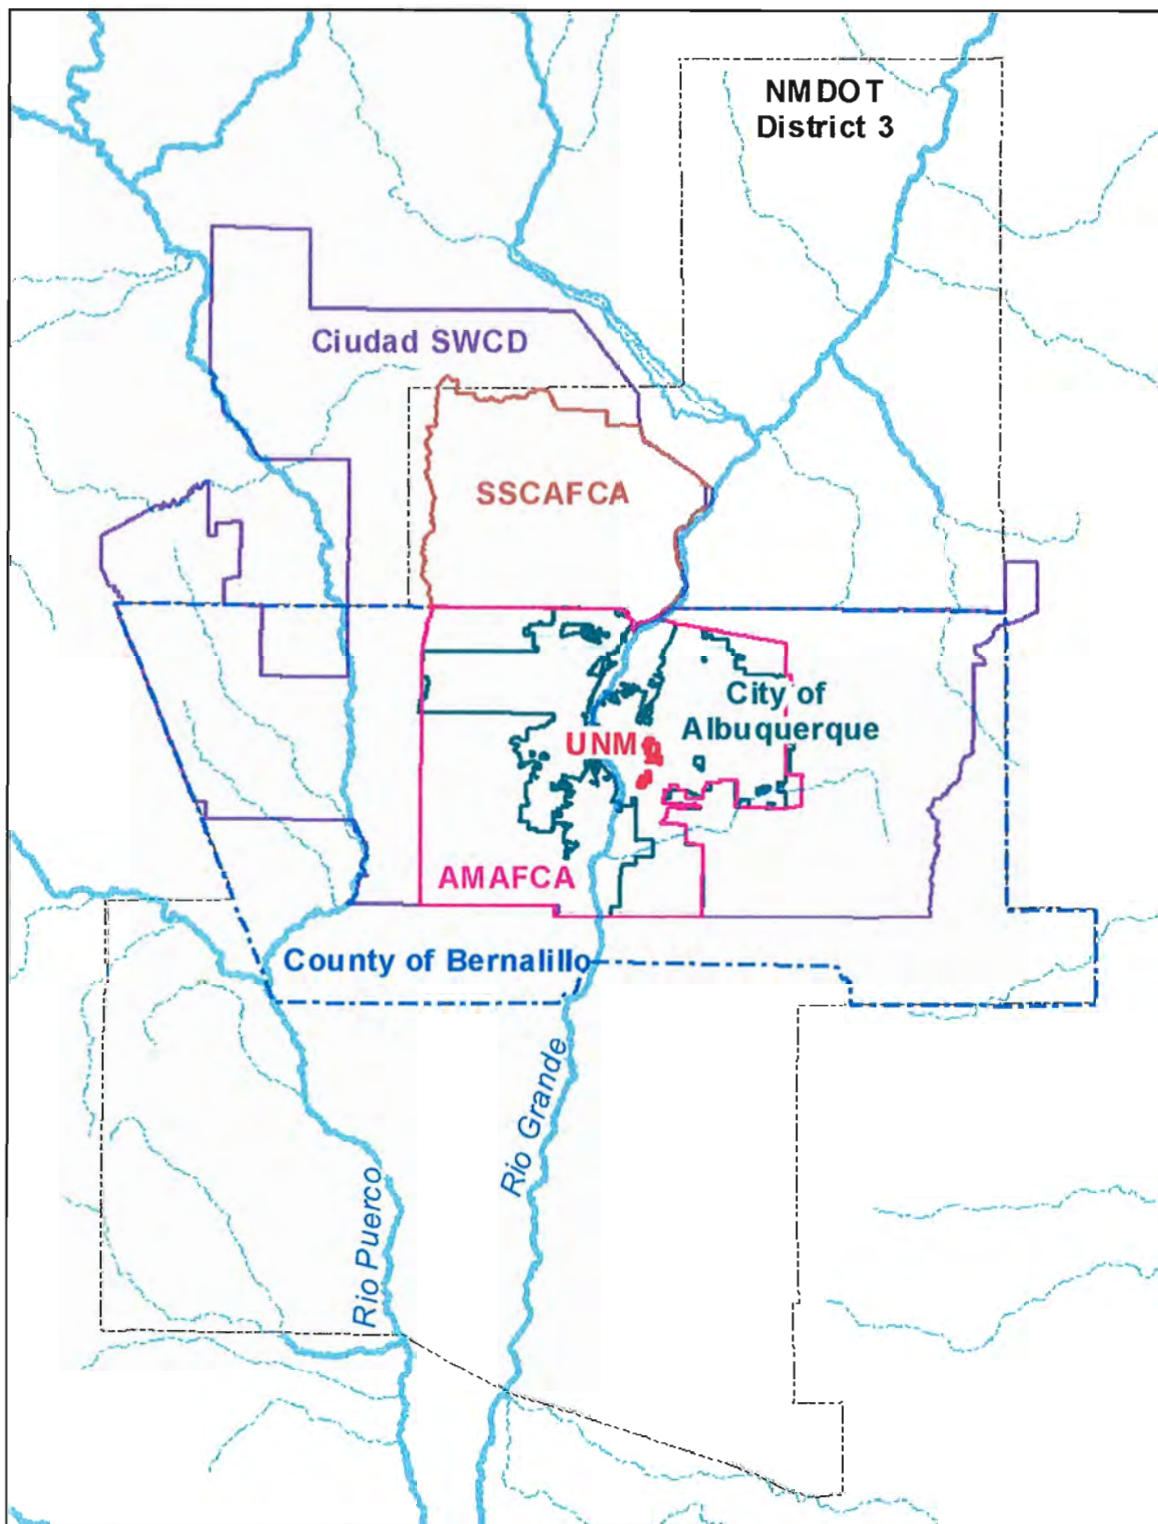 NMDOT
District 3
Ciudad SWCD
SSCAFCA
City of
Albuquerque
UNM
AMAFCA
County of Bernalillo
Rio Grande
Rio Puerco